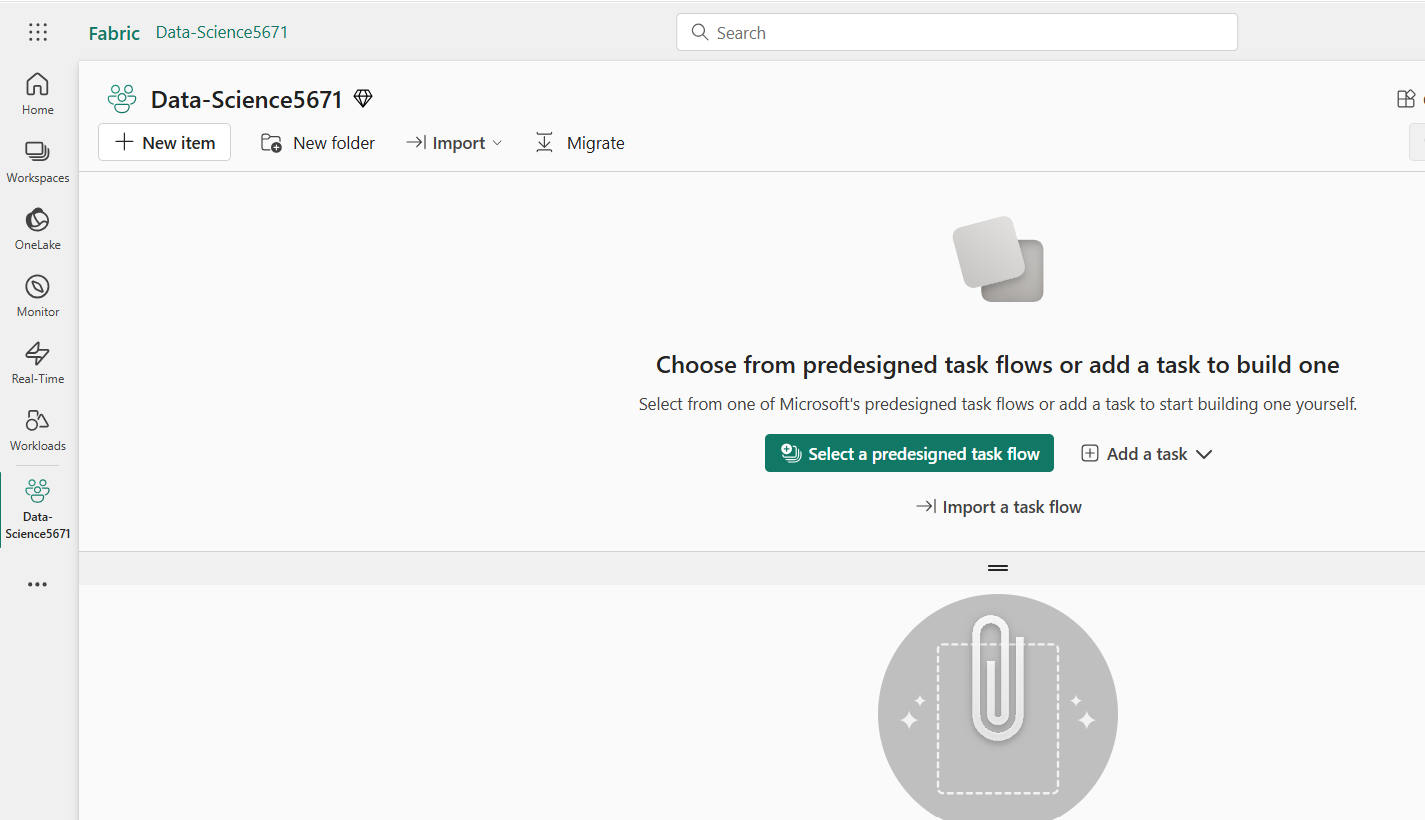 Fabric Data-Science5671
Search
Home
Workspaces
OneLake
Monitor
Real-Time
Workloads
Data-
Science5671
Data-Science5671
New item
New folder
Import
Migrate
Choose from predesigned task flows or add a task to build one
Select from one of Microsoft's predesigned task flows or add a task to start building one yourself.
Select a predesigned task flow
Add a task
Import a task flow